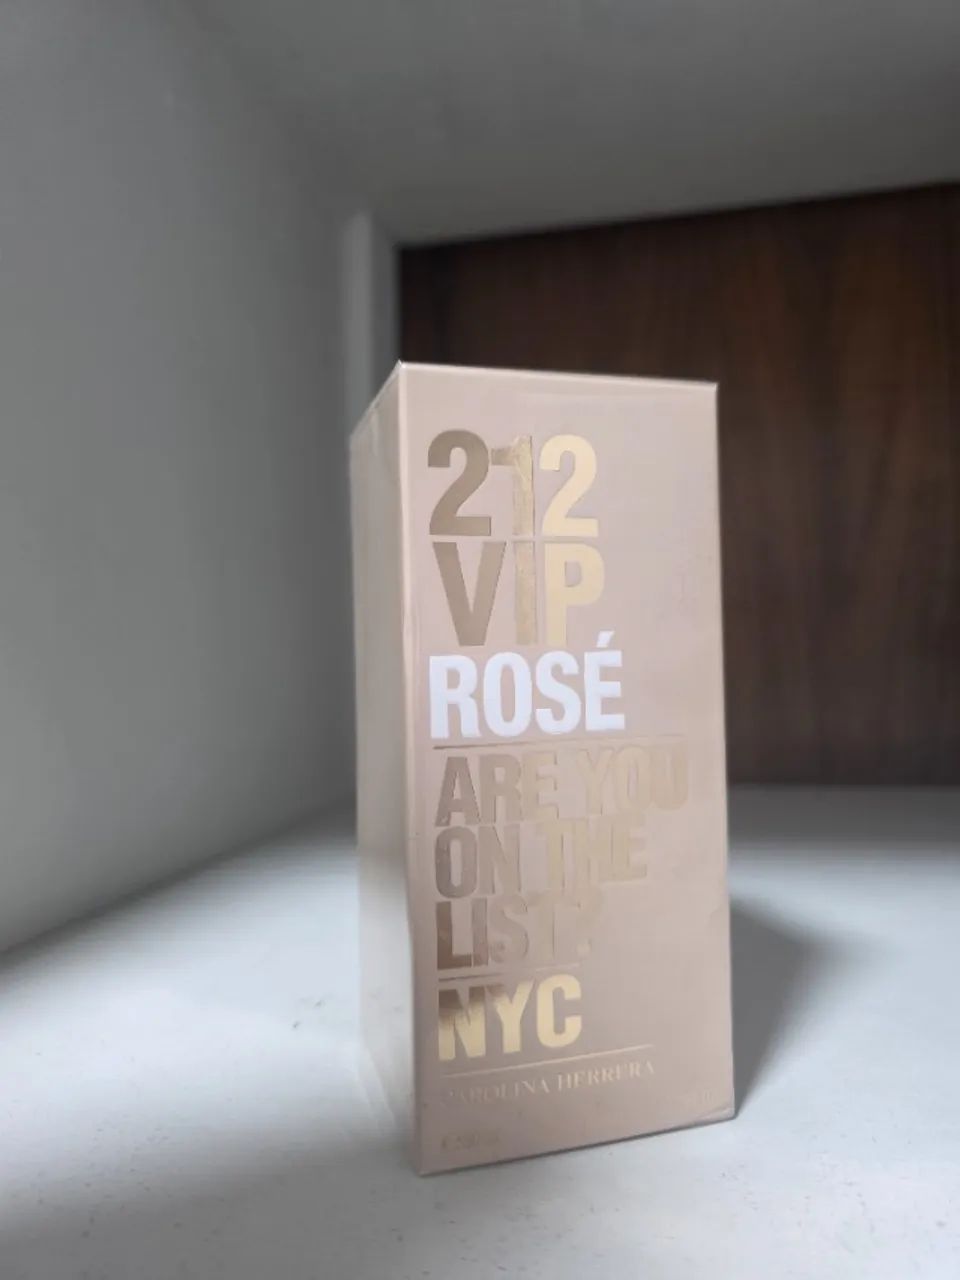 212
VIP
ROSÉ
ARE YOU
ON THE
LIST?
NYC
CAROLINA HERRERA